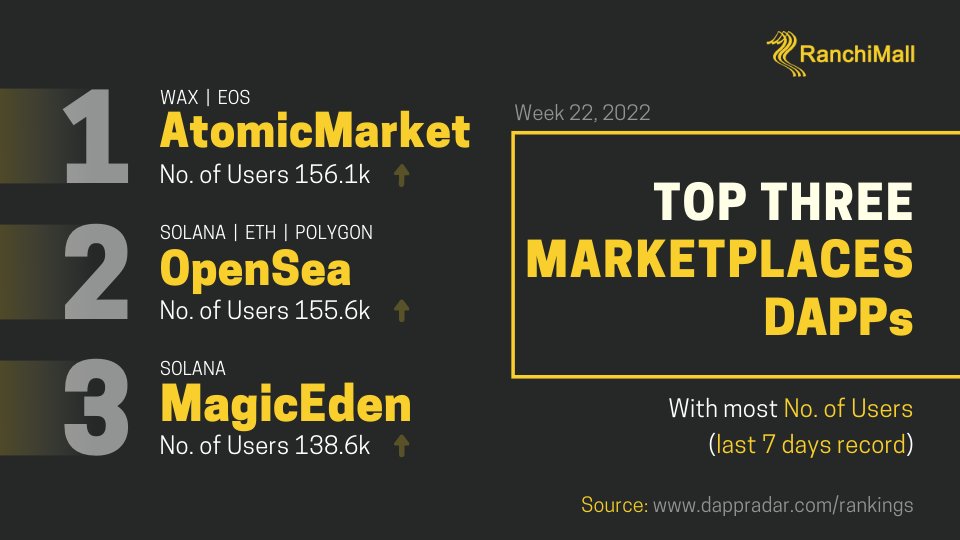 RanchiMall
Week 22, 2022
TOP THREE
MARKETPLACES
DAPPs
With most No. of Users
(last 7 days record)
1
WAX | EOS
AtomicMarket
No. of Users 156.1k
2
SOLANA | ETH | POLYGON
OpenSea
No. of Users 155.6k
3
SOLANA
MagicEden
No. of Users 138.6k
Source: www.dappradar.com/rankings